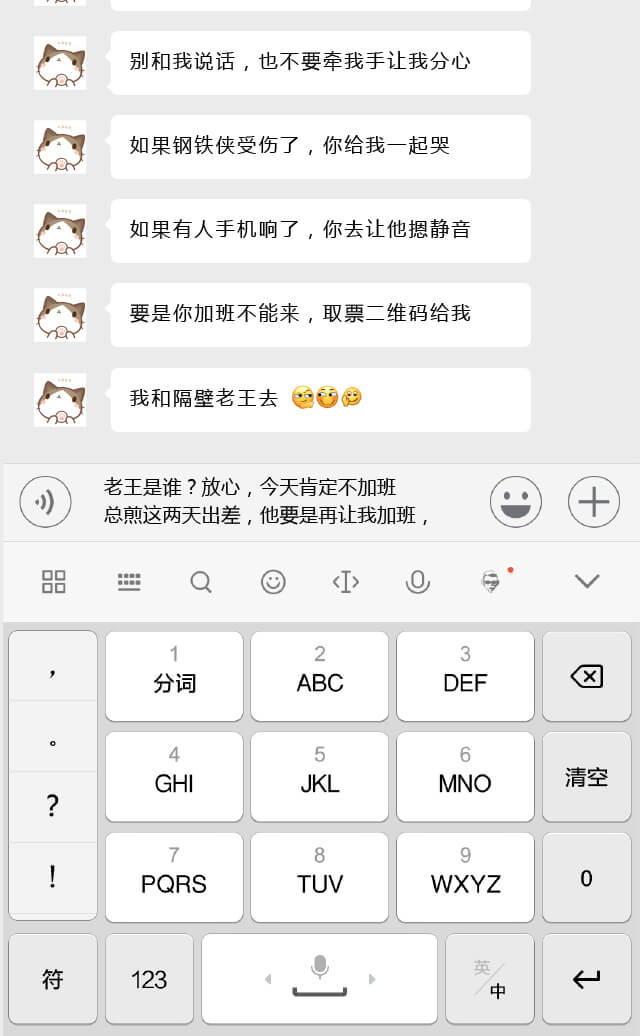 别和我说话，也不要牵我手让我分心
如果钢铁侠受伤了，你给我一起哭
如果有人手机响了，你去让他摁静音
要是你加班不能来，取票二维码给我
我和隔壁老王去
老王是谁？放心，今天肯定不加班
总煎这两天出差，他要是再让我加班，
，
1
分词
2
ABC
3
DEF
。
4
GHI
5
JKL
6
MNO
清空
？
7
PQRS
8
TUV
9
WXYZ
0
！
符
123
英
中